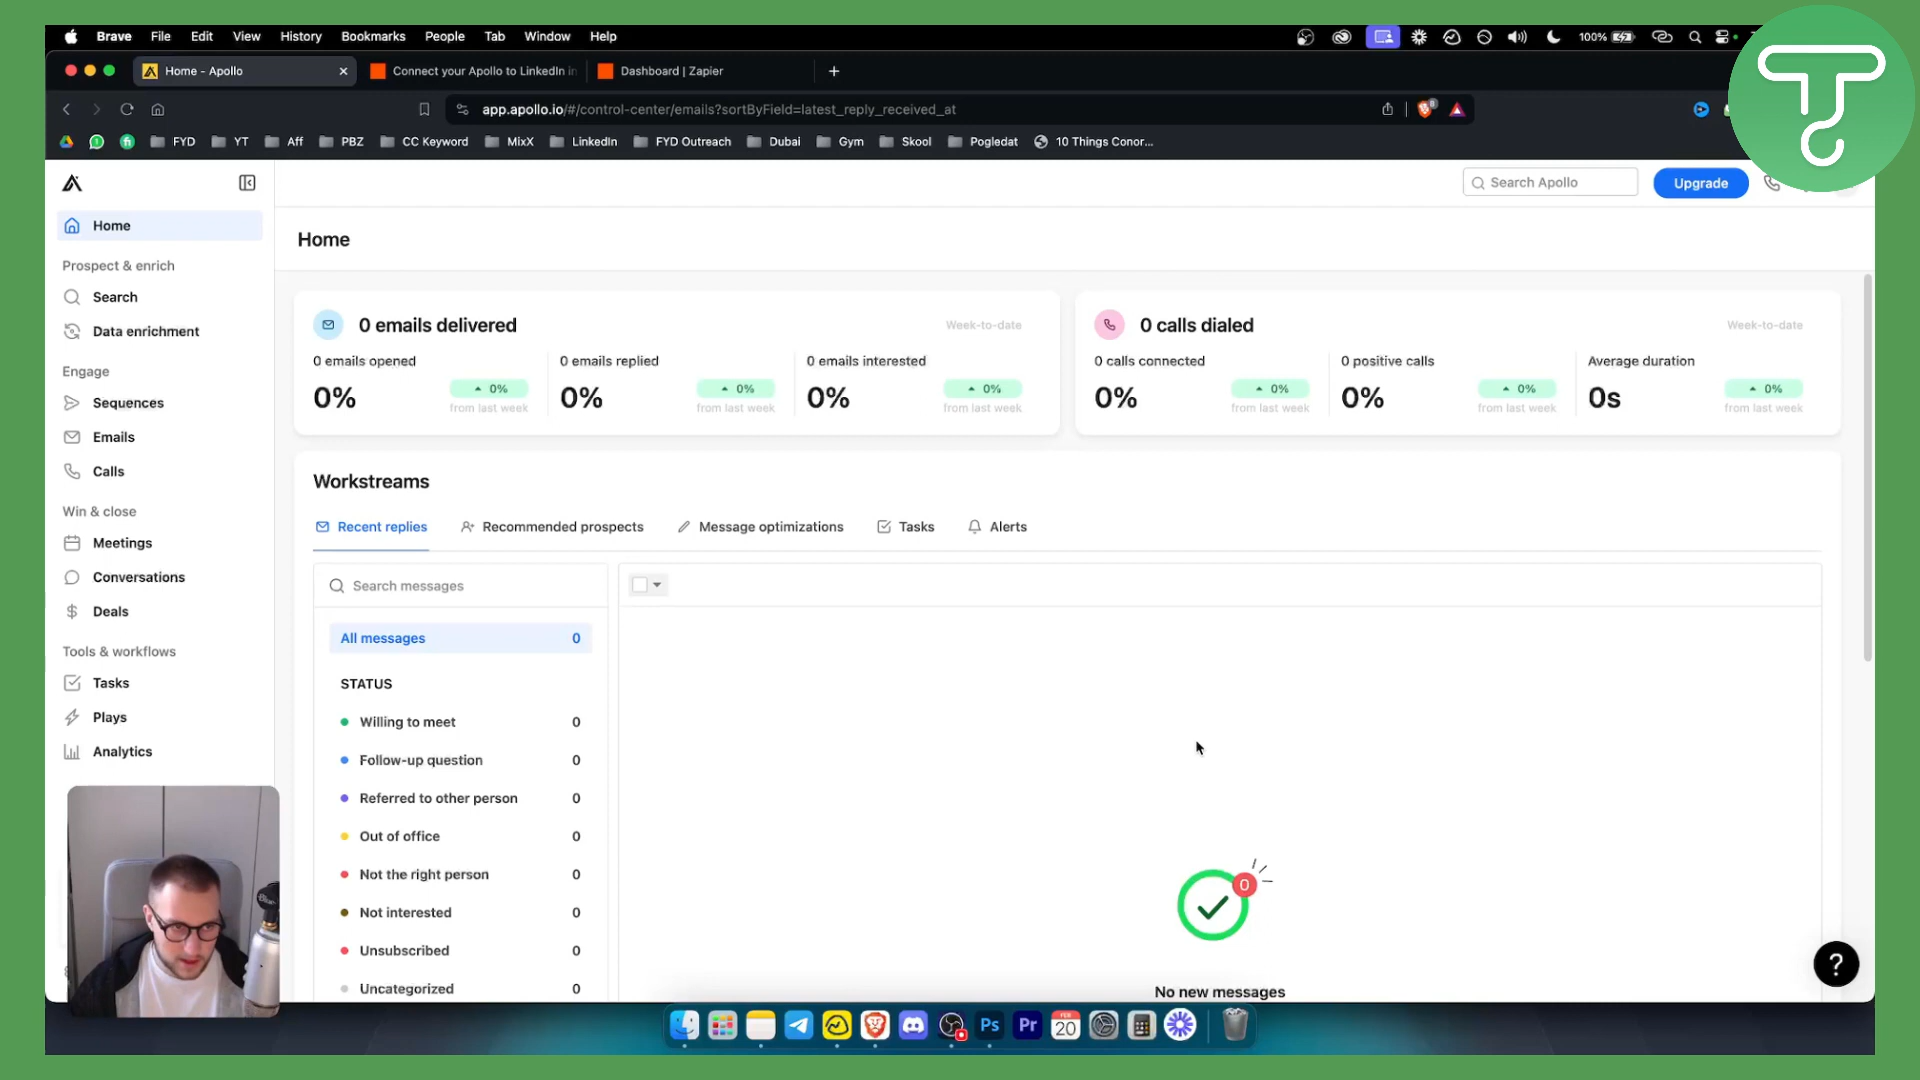 Brave File Edit View History Bookmarks People Tab Window Help 100%
Home - Apollo Connect your Apollo to LinkedIn in Dashboard | Zapier
app.apollo.io/#/control-center/emails?sortByField=latest_reply_received_at
FYD YT Aff PBZ CC Keyword MixX LinkedIn FYD Outreach Dubai Gym Skool Pogledat 10 Things Conor...
Search Apollo Upgrade
Home
Prospect & enrich
Search
Data enrichment
Engage
Sequences
Emails
Calls
Win & close
Meetings
Conversations
Deals
Tools & workflows
Tasks
Plays
Analytics
Home
0 emails delivered Week-to-date
0 emails opened 0 emails replied 0 emails interested
0% 0% 0% 0% 0% 0%
from last week from last week from last week
0 calls dialed Week-to-date
0 calls connected 0 positive calls Average duration
0% 0% 0% 0% 0s 0%
from last week from last week from last week
Workstreams
Recent replies Recommended prospects Message optimizations Tasks Alerts
Search messages
All messages 0
STATUS
Willing to meet 0
Follow-up question 0
Referred to other person 0
Out of office 0
Not the right person 0
Not interested 0
Unsubscribed 0
Uncategorized 0
0
No new messages
?
Ps Pr FEB 20